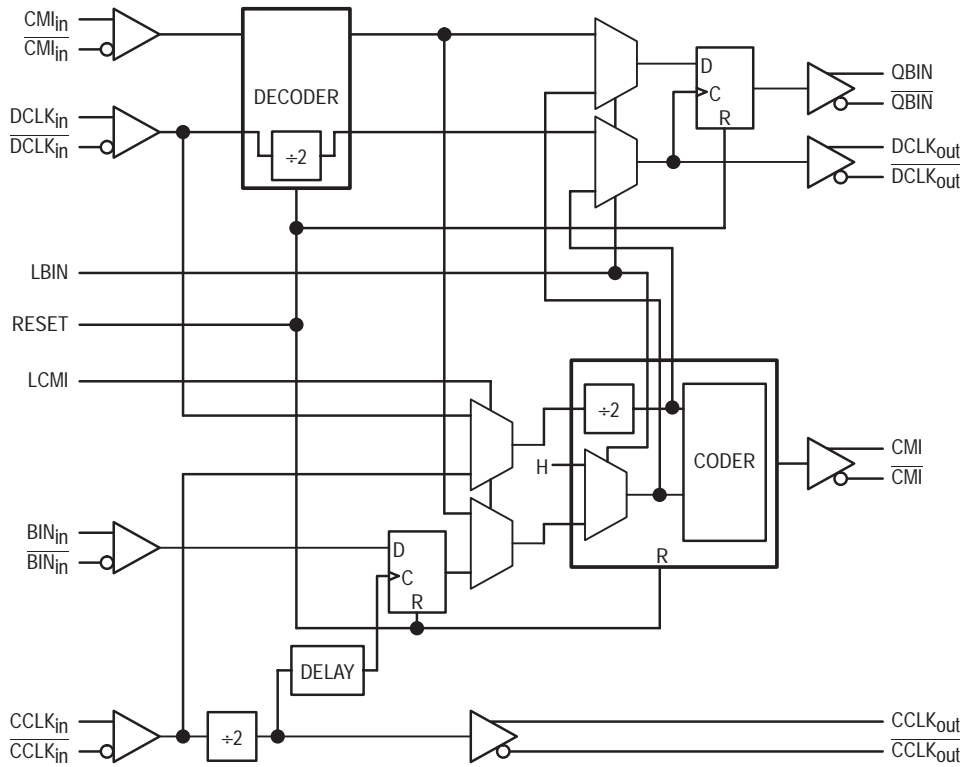 CMIin
CMIin
DCLKin
DCLKin
DECODER
÷2
D
C
R
QBIN
QBIN
DCLKout
DCLKout
LBIN
RESET
LCMI
÷2
H
CODER
R
CMI
CMI
BINin
BINin
D
C
R
DELAY
CCLKin
CCLKin
÷2
CCLKout
CCLKout